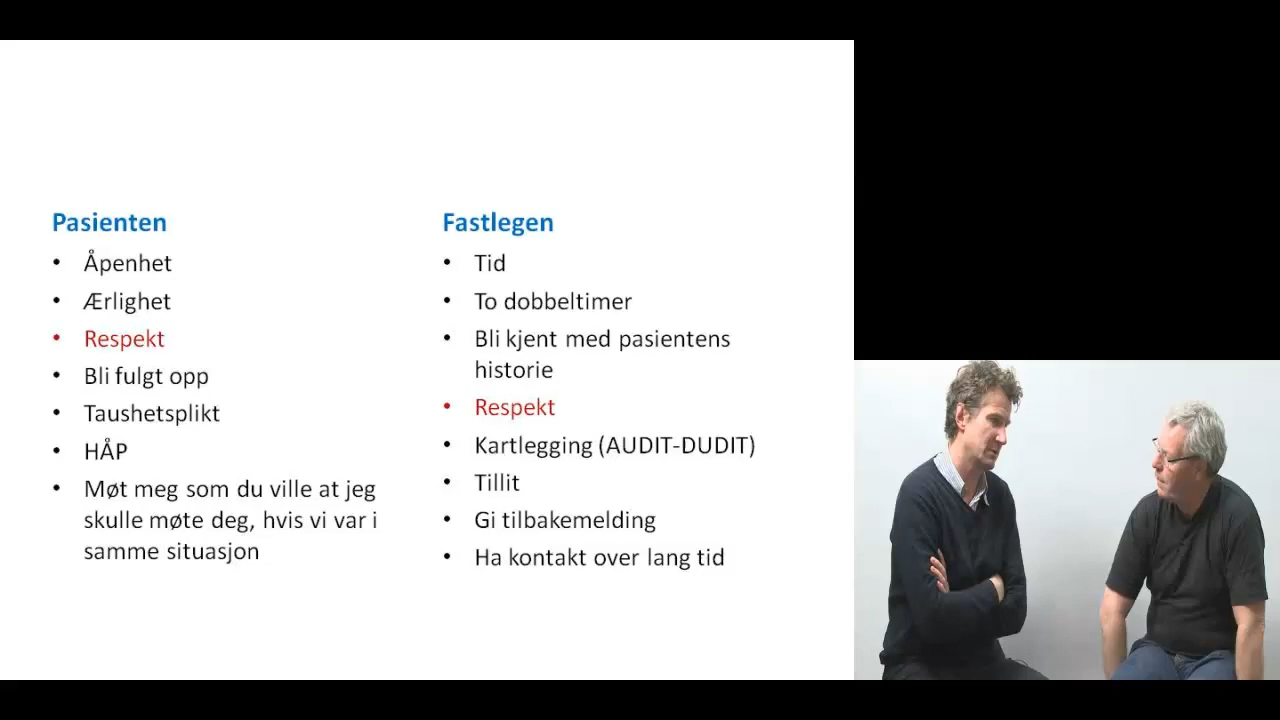 Pasienten
• Åpenhet
• Ærlighet
• Respekt
• Bli fulgt opp
• Taushetsplikt
• HÅP
• Møt meg som du ville at jeg
skulle møte deg, hvis vi var i
samme situasjon
Fastlegen
• Tid
• To dobbeltimer
• Bli kjent med pasientens
historie
• Respekt
• Kartlegging (AUDIT-DUDIT)
• Tillit
• Gi tilbakemelding
• Ha kontakt over lang tid